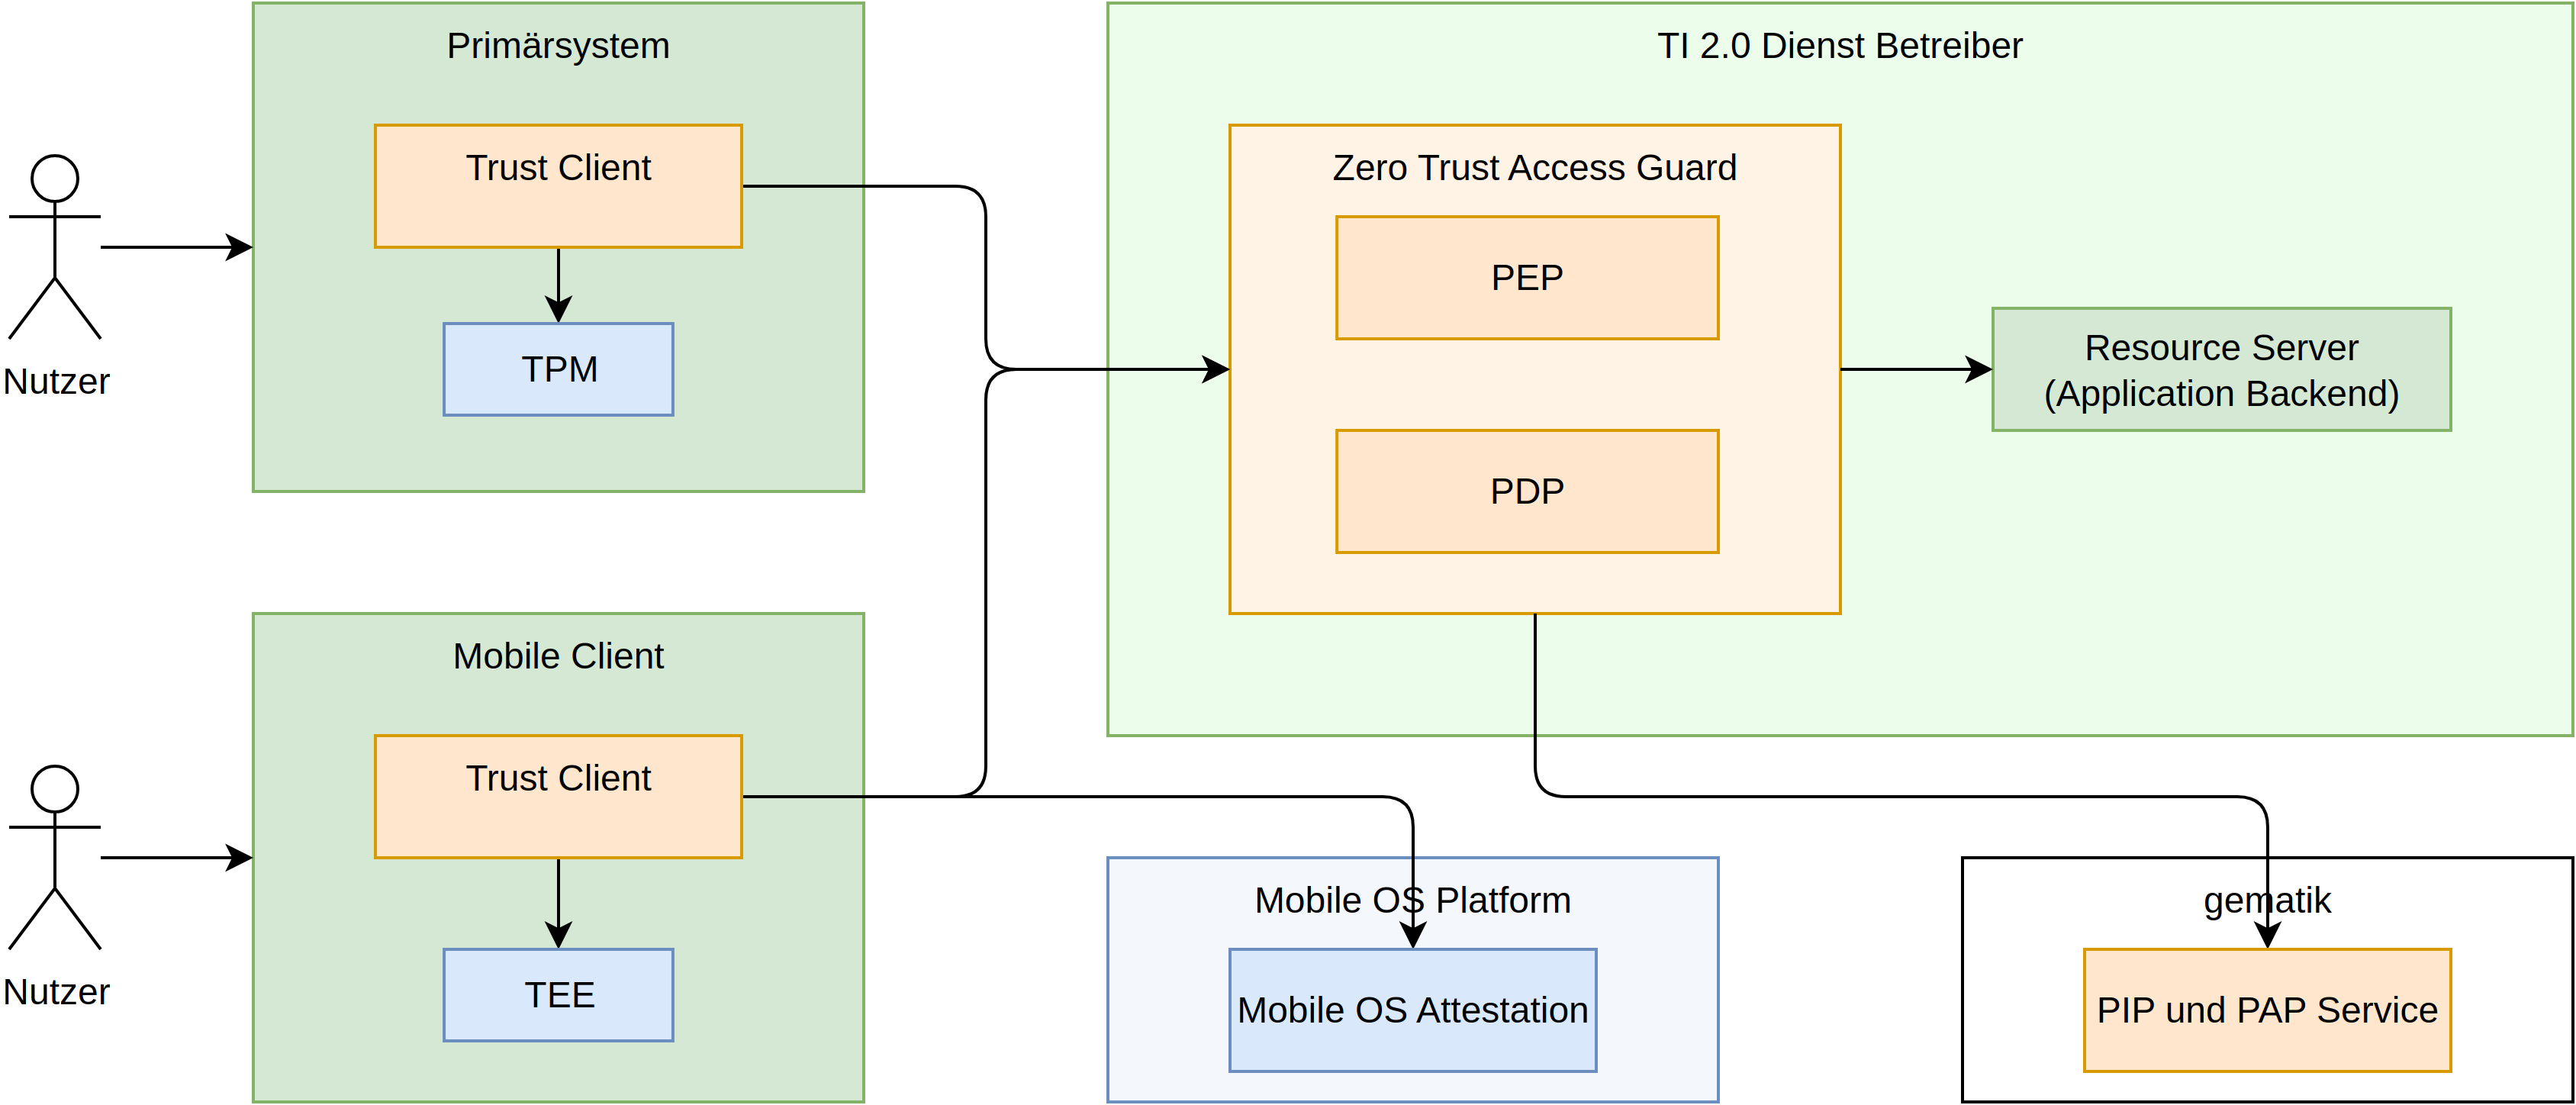 Primärsystem
Trust Client
TPM
Nutzer
TI 2.0 Dienst Betreiber
Zero Trust Access Guard
PEP
PDP
Resource Server
(Application Backend)
Mobile Client
Trust Client
TEE
Nutzer
Mobile OS Platform
Mobile OS Attestation
gematik
PIP und PAP Service